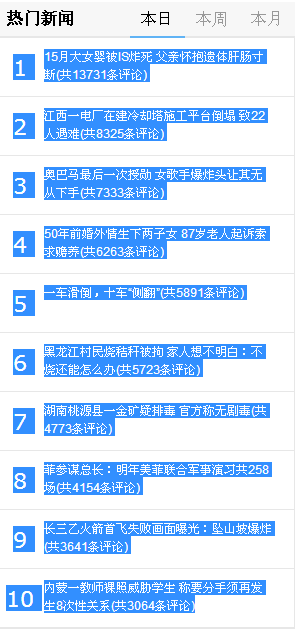 热门新闻 本日 本周 本月
1 15月大女婴被IS炸死 父亲怀抱遗体肝肠寸
断(共13731条评论)
2 江西一电厂在建冷却塔施工平台倒塌 致22
人遇难(共8325条评论)
3 奥巴马最后一次授勋 女歌手爆炸头让其无
从下手(共7333条评论)
4 50年前婚外情生下两子女 87岁老人起诉索
求赡养(共6263条评论)
5 一车滑倒，十车“侧翻”(共5891条评论)
6 黑龙江村民烧秸秆被拘 家人想不明白：不
烧还能怎么办(共5723条评论)
7 湖南桃源县一金矿疑排毒 官方称无剧毒(共
4773条评论)
8 菲参谋总长：明年美菲联合军事演习共258
场(共4154条评论)
9 长三乙火箭首飞失败画面曝光：坠山坡爆炸
(共3641条评论)
10 内蒙一教师裸照威胁学生 称要分手须再发
生8次性关系(共3064条评论)